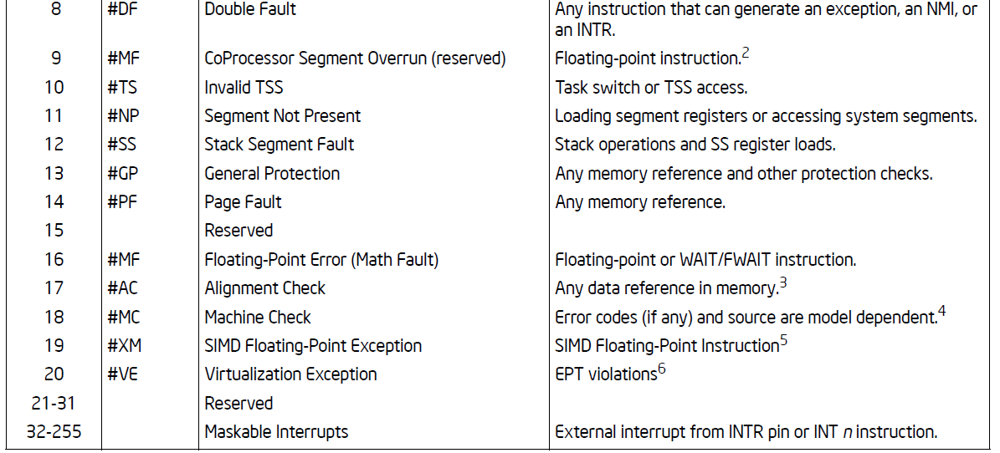 8 #DF Double Fault Any instruction that can generate an exception, an NMI, or
an INTR.
9 #MF CoProcessor Segment Overrun (reserved) Floating-point instruction.2
10 #TS Invalid TSS Task switch or TSS access.
11 #NP Segment Not Present Loading segment registers or accessing system segments.
12 #SS Stack Segment Fault Stack operations and SS register loads.
13 #GP General Protection Any memory reference and other protection checks.
14 #PF Page Fault Any memory reference.
15 Reserved
16 #MF Floating-Point Error (Math Fault) Floating-point or WAIT/FWAIT instruction.
17 #AC Alignment Check Any data reference in memory.3
18 #MC Machine Check Error codes (if any) and source are model dependent.4
19 #XM SIMD Floating-Point Exception SIMD Floating-Point Instruction5
20 #VE Virtualization Exception EPT violations6
21-31 Reserved
32-255 Maskable Interrupts External interrupt from INTR pin or INT n instruction.